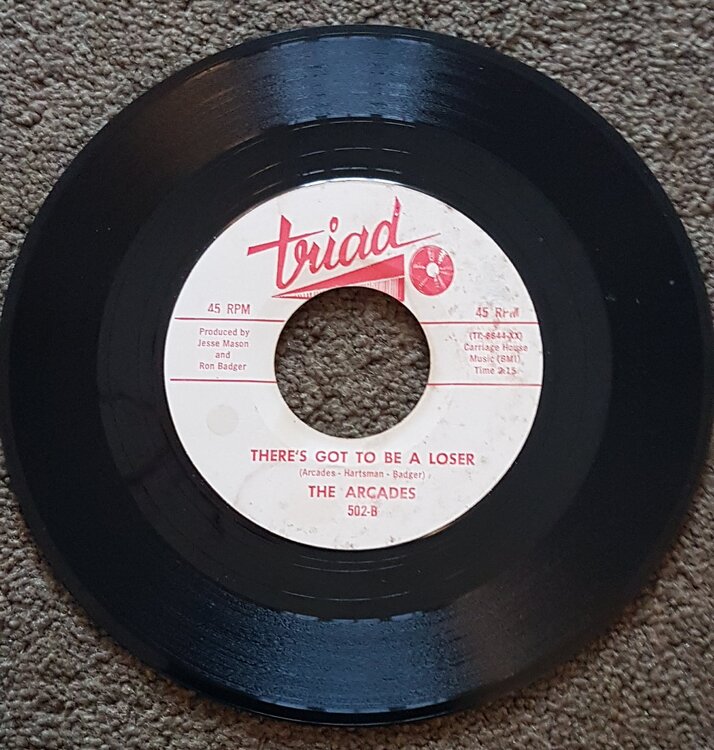 triad
45 RPM
45 RPM
Produced by
Jesse Mason
and
Ron Badger
Carriage House
Music (BMI)
Time 2:15
THERE'S GOT TO BE A LOSER
(Arcades - Hartsman - Badger)
THE ARCADES
502-B